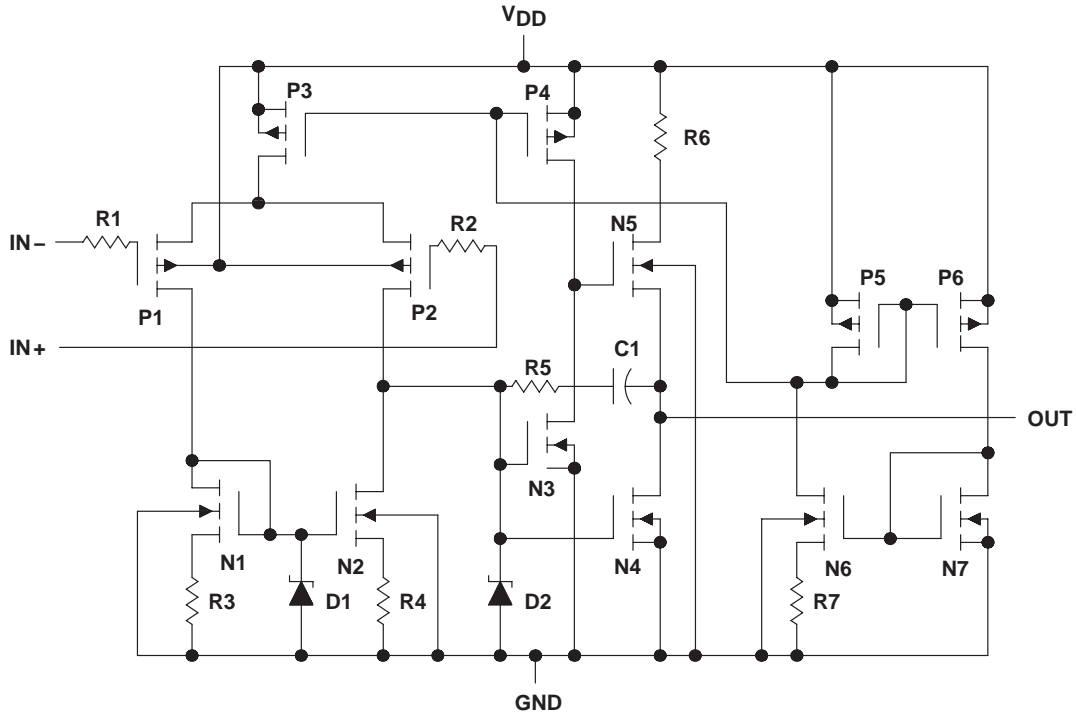 VDD
P3
P4
R6
R1
R2
N5
IN−
P5
P6
P1
P2
IN+
R5
C1
OUT
N3
N1
N2
N4
N6
N7
R3
D1
R4
D2
R7
GND